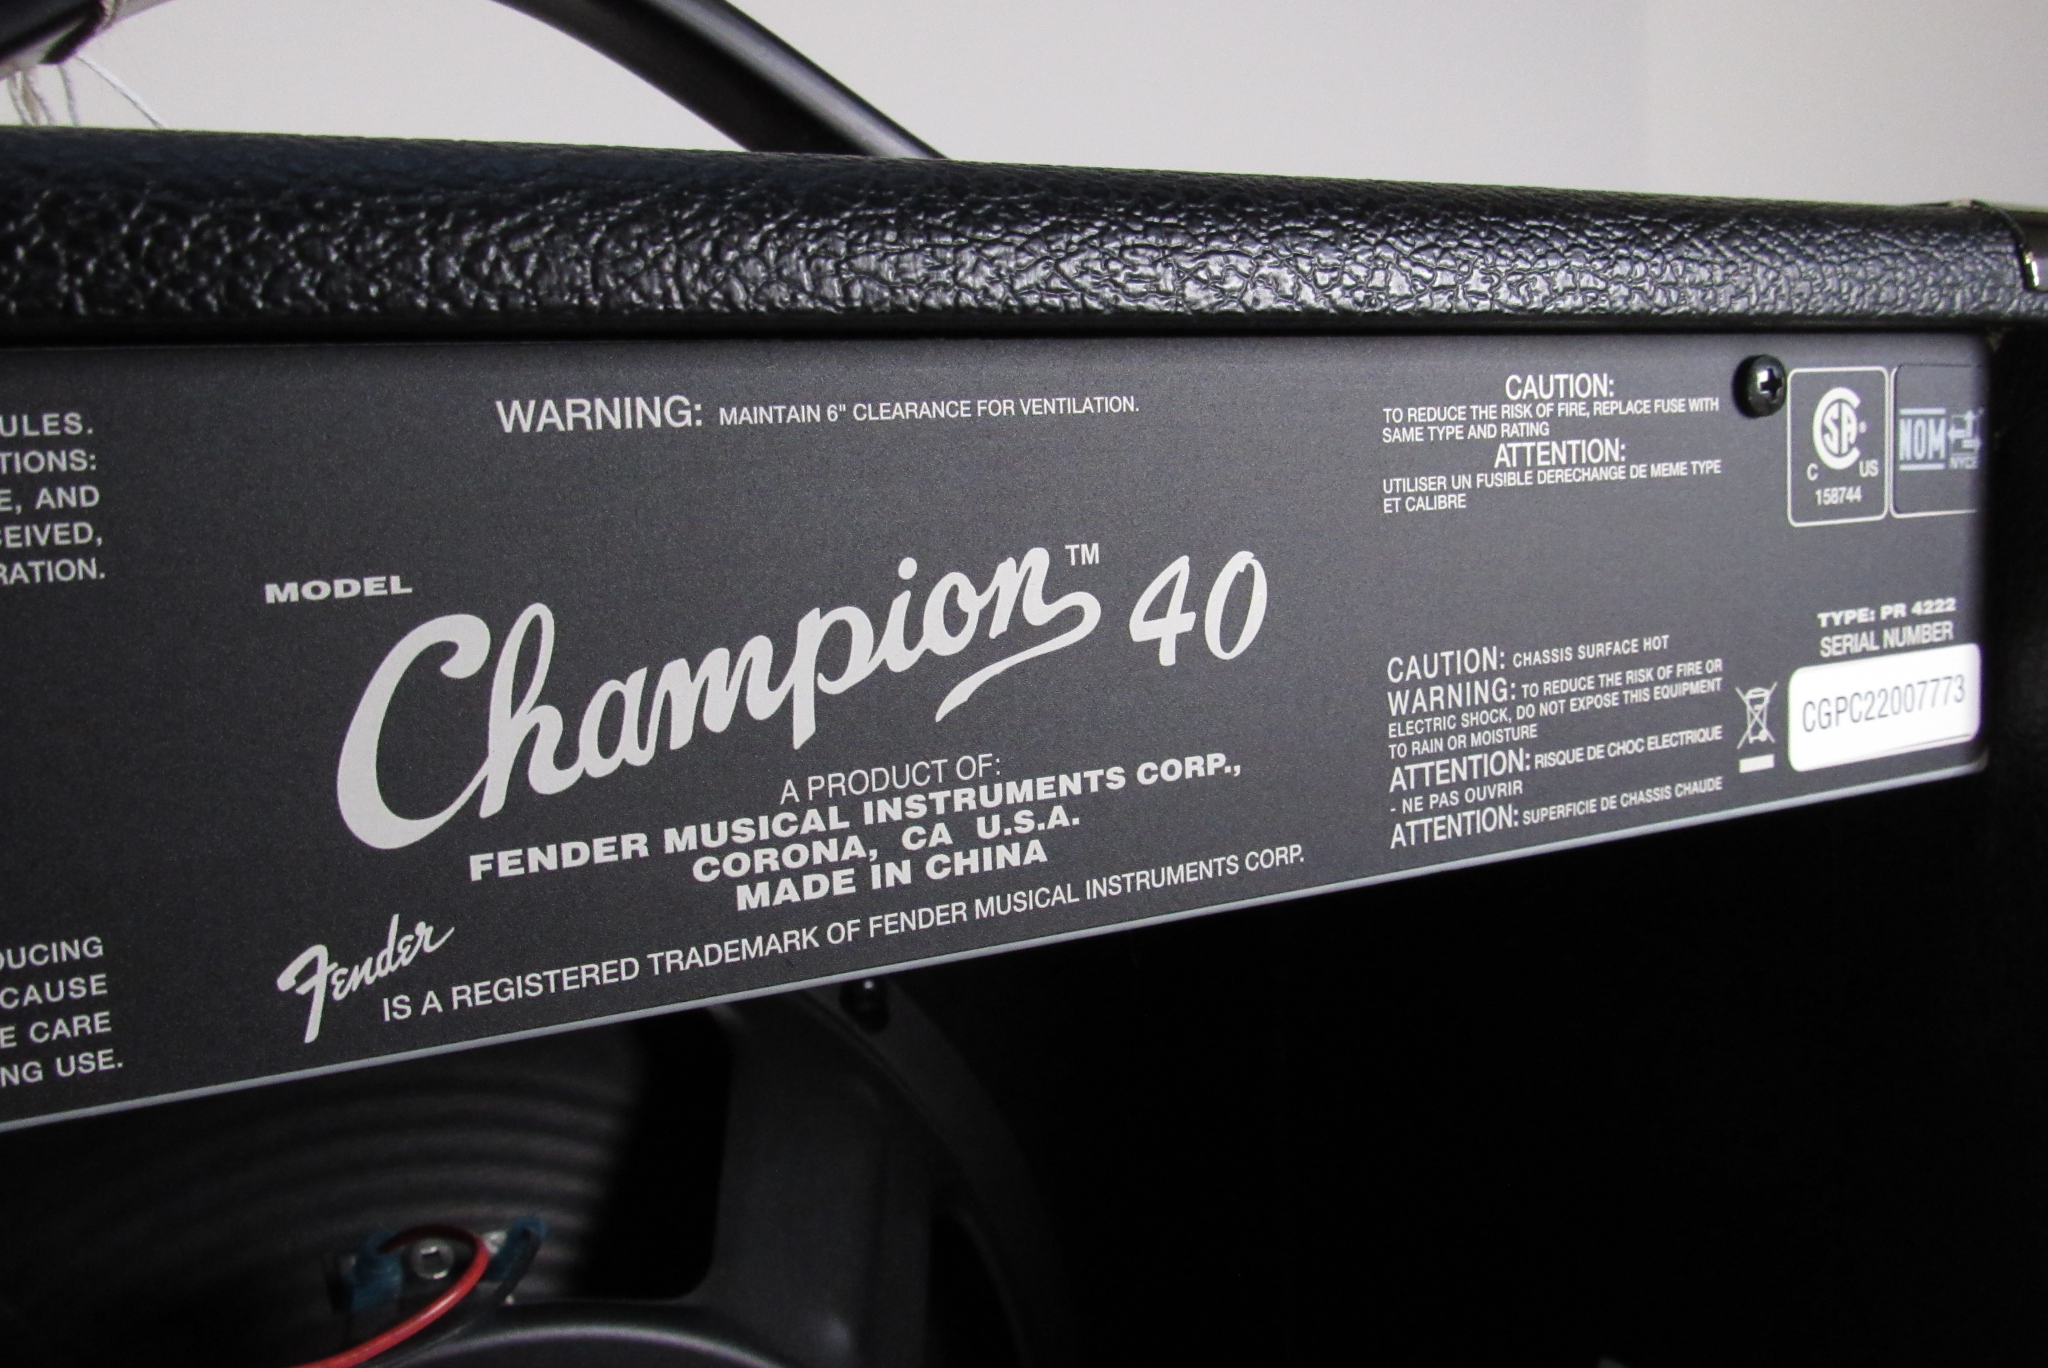 ULES.
TIONS:
E, AND
CEIVED,
RATION.
DUCING
CAUSE
E CARE
NG USE.
WARNING: MAINTAIN 6" CLEARANCE FOR VENTILATION.
MODEL
Champion™ 40
A PRODUCT OF:
FENDER MUSICAL INSTRUMENTS CORP.,
CORONA, CA U.S.A.
MADE IN CHINA
Fender
IS A REGISTERED TRADEMARK OF FENDER MUSICAL INSTRUMENTS CORP.
CAUTION:
TO REDUCE THE RISK OF FIRE, REPLACE FUSE WITH
SAME TYPE AND RATING
ATTENTION:
UTILISER UN FUSIBLE DERECHANGE DE MEME TYPE
ET CALIBRE
CAUTION: CHASSIS SURFACE HOT
WARNING: TO REDUCE THE RISK OF FIRE OR
ELECTRIC SHOCK, DO NOT EXPOSE THIS EQUIPMENT
TO RAIN OR MOISTURE
ATTENTION: RISQUE DE CHOC ELECTRIQUE
- NE PAS OUVRIR
ATTENTION: SUPERFICIE DE CHASSIS CHAUDE
SA®
C US
158744
NOM
NYCE
TYPE: PR 4222
SERIAL NUMBER
CGPC22007773